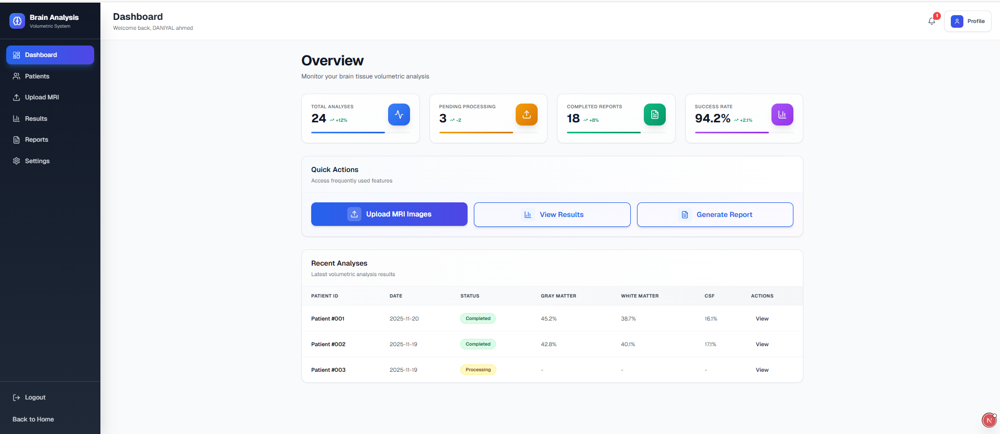 Brain Analysis
Volumetric System
Dashboard
Patients
Upload MRI
Results
Reports
Settings
Logout
Back to Home
Dashboard
Welcome back, DANIYAL ahmed
1
Profile
Overview
Monitor your brain tissue volumetric analysis
TOTAL ANALYSES
24 +12%
PENDING PROCESSING
3 -2
COMPLETED REPORTS
18 +8%
SUCCESS RATE
94.2% +2.1%
Quick Actions
Access frequently used features
Upload MRI Images
View Results
Generate Report
Recent Analyses
Latest volumetric analysis results
PATIENT ID DATE STATUS GRAY MATTER WHITE MATTER CSF ACTIONS
Patient #001 2025-11-20 Completed 45.2% 38.7% 16.1% View
Patient #002 2025-11-19 Completed 42.8% 40.1% 17.1% View
Patient #003 2025-11-19 Processing - - - View
N